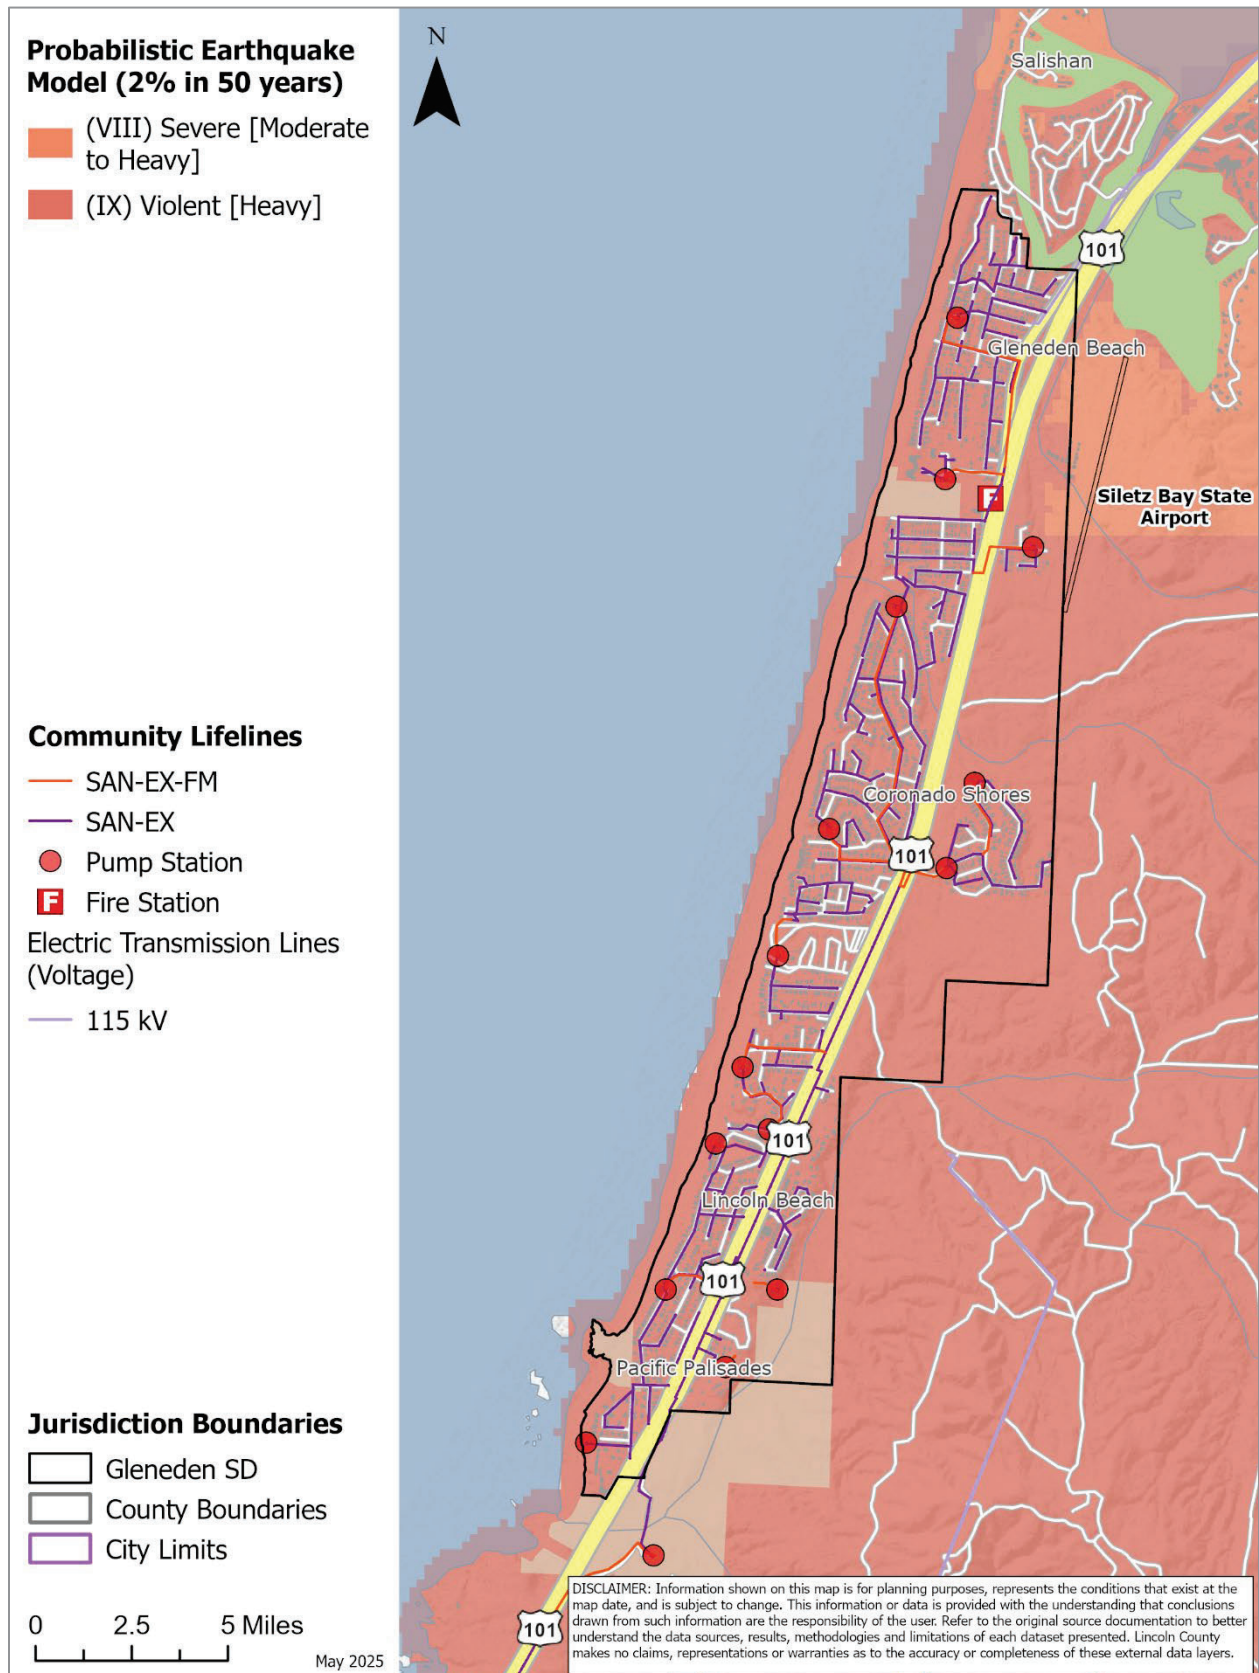 Probabilistic Earthquake
Model (2% in 50 years)
(VIII) Severe [Moderate
to Heavy]
(IX) Violent [Heavy]
Community Lifelines
SAN-EX-FM
SAN-EX
Pump Station
F Fire Station
Electric Transmission Lines
(Voltage)
115 kV
Jurisdiction Boundaries
Gleneden SD
County Boundaries
City Limits
0 2.5 5 Miles
May 2025
N
Salishan
101
Gleneden Beach
F
Siletz Bay State
Airport
Coronado Shores
101
101
Lincoln Beach
101
Pacific Palisades
101
DISCLAIMER: Information shown on this map is for planning purposes, represents the conditions that exist at the
map date, and is subject to change. This information or data is provided with the understanding that conclusions
drawn from such information are the responsibility of the user. Refer to the original source documentation to better
understand the data sources, results, methodologies and limitations of each dataset presented. Lincoln County
makes no claims, representations or warranties as to the accuracy or completeness of these external data layers.